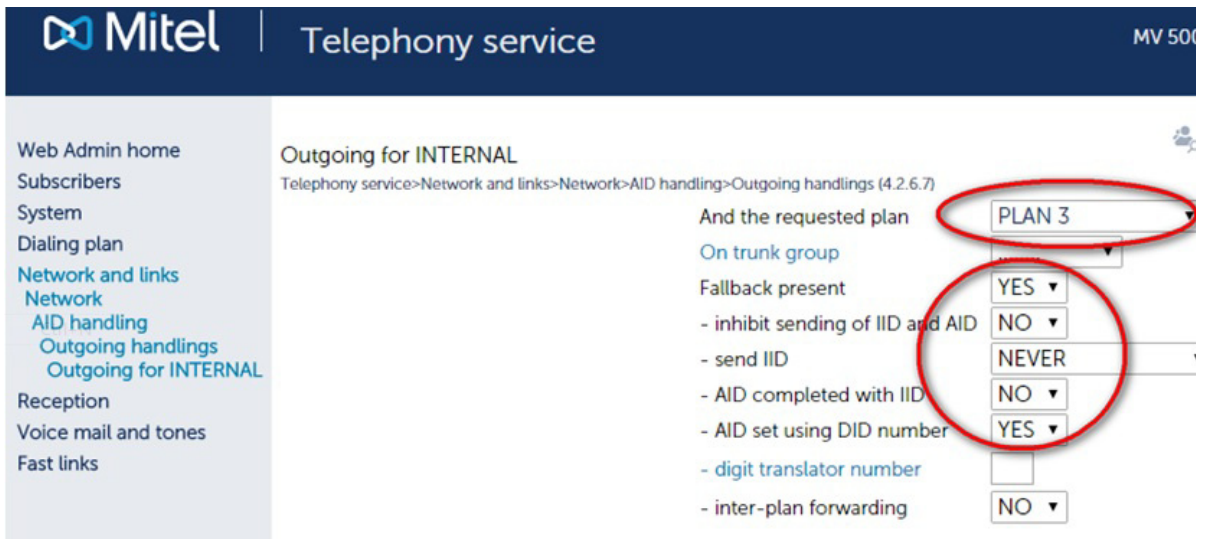 Mitel
Telephony service
MV 500
Web Admin home
Subscribers
System
Dialing plan
Network and links
Network
AID handling
Outgoing handlings
Outgoing for INTERNAL
Reception
Voice mail and tones
Fast links
Outgoing for INTERNAL
Telephony service>Network and links>Network>AID handling>Outgoing handlings (4.2.6.7)
And the requested plan PLAN 3
On trunk group ........
Fallback present YES
- inhibit sending of IID and AID NO
- send IID NEVER
- AID completed with IID NO
- AID set using DID number YES
- digit translator number
- inter-plan forwarding NO